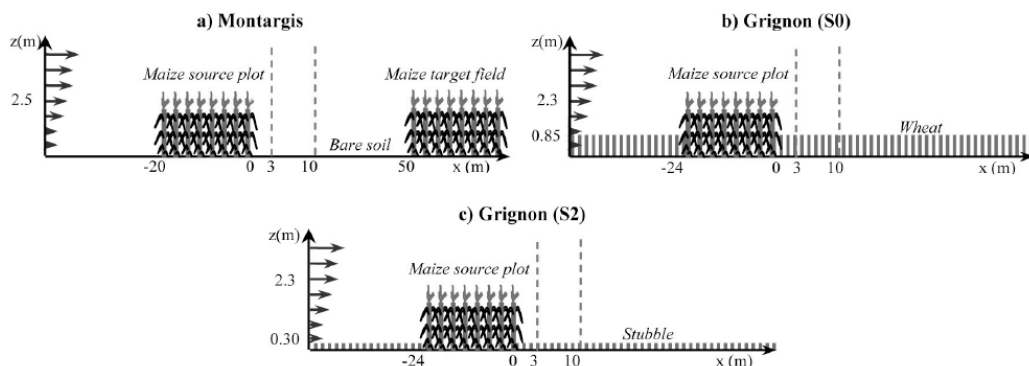 a) Montargis
z(m)
Maize source plot
Maize target field
2.5
Bare soil
-20 0 3 10 50 x (m)
b) Grignon (S0)
z(m)
Maize source plot
2.3
0.85
Wheat
-24 0 3 10 x (m)
c) Grignon (S2)
z(m)
Maize source plot
2.3
0.30
Stubble
-24 0 3 10 x (m)